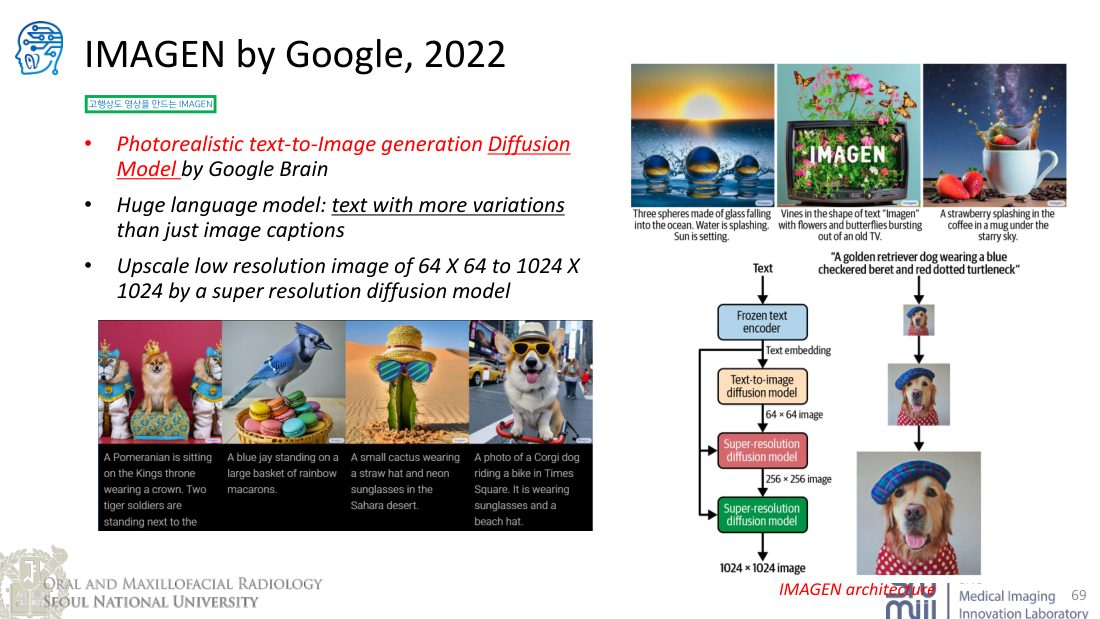 IMAGEN by Google, 2022
고행상도 영상을 만드는 IMAGEN
• Photorealistic text-to-Image generation Diffusion
Model by Google Brain
• Huge language model: text with more variations
than just image captions
• Upscale low resolution image of 64 X 64 to 1024 X
1024 by a super resolution diffusion model
A Pomeranian is sitting
on the Kings throne
wearing a crown. Two
tiger soldiers are
standing next to the
A blue jay standing on a
large basket of rainbow
macarons.
A small cactus wearing
a straw hat and neon
sunglasses in the
Sahara desert.
A photo of a Corgi dog
riding a bike in Times
Square. It is wearing
sunglasses and a
beach hat.
IMAGEN
Three spheres made of glass falling
into the ocean. Water is splashing.
Sun is setting.
Vines in the shape of text "Imagen"
with flowers and butterflies bursting
out of an old TV.
A strawberry splashing in the
coffee in a mug under the
starry sky.
Text
Frozen text
encoder
Text embedding
Text-to-image
diffusion model
64 × 64 image
Super-resolution
diffusion model
256 × 256 image
Super-resolution
diffusion model
1024 × 1024 image
"A golden retriever dog wearing a blue
checkered beret and red dotted turtleneck"
IMAGEN architecture
ORAL AND MAXILLOFACIAL RADIOLOGY
SEOUL NATIONAL UNIVERSITY
Medical Imaging
Innovation Laboratory
69